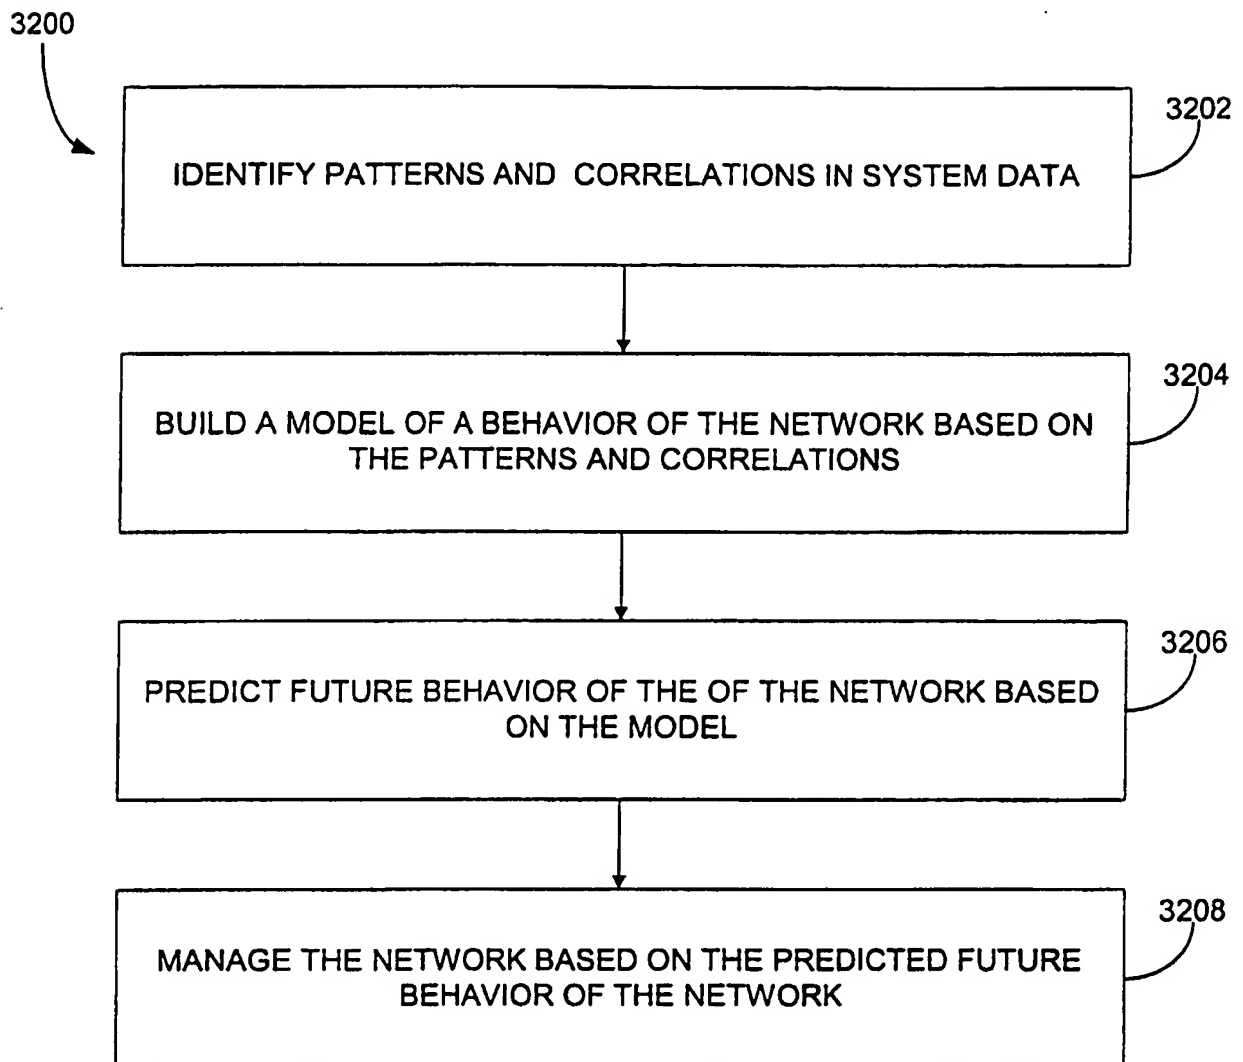 3200
3202
IDENTIFY PATTERNS AND CORRELATIONS IN SYSTEM DATA
3204
BUILD A MODEL OF A BEHAVIOR OF THE NETWORK BASED ON
THE PATTERNS AND CORRELATIONS
3206
PREDICT FUTURE BEHAVIOR OF THE OF THE NETWORK BASED
ON THE MODEL
3208
MANAGE THE NETWORK BASED ON THE PREDICTED FUTURE
BEHAVIOR OF THE NETWORK